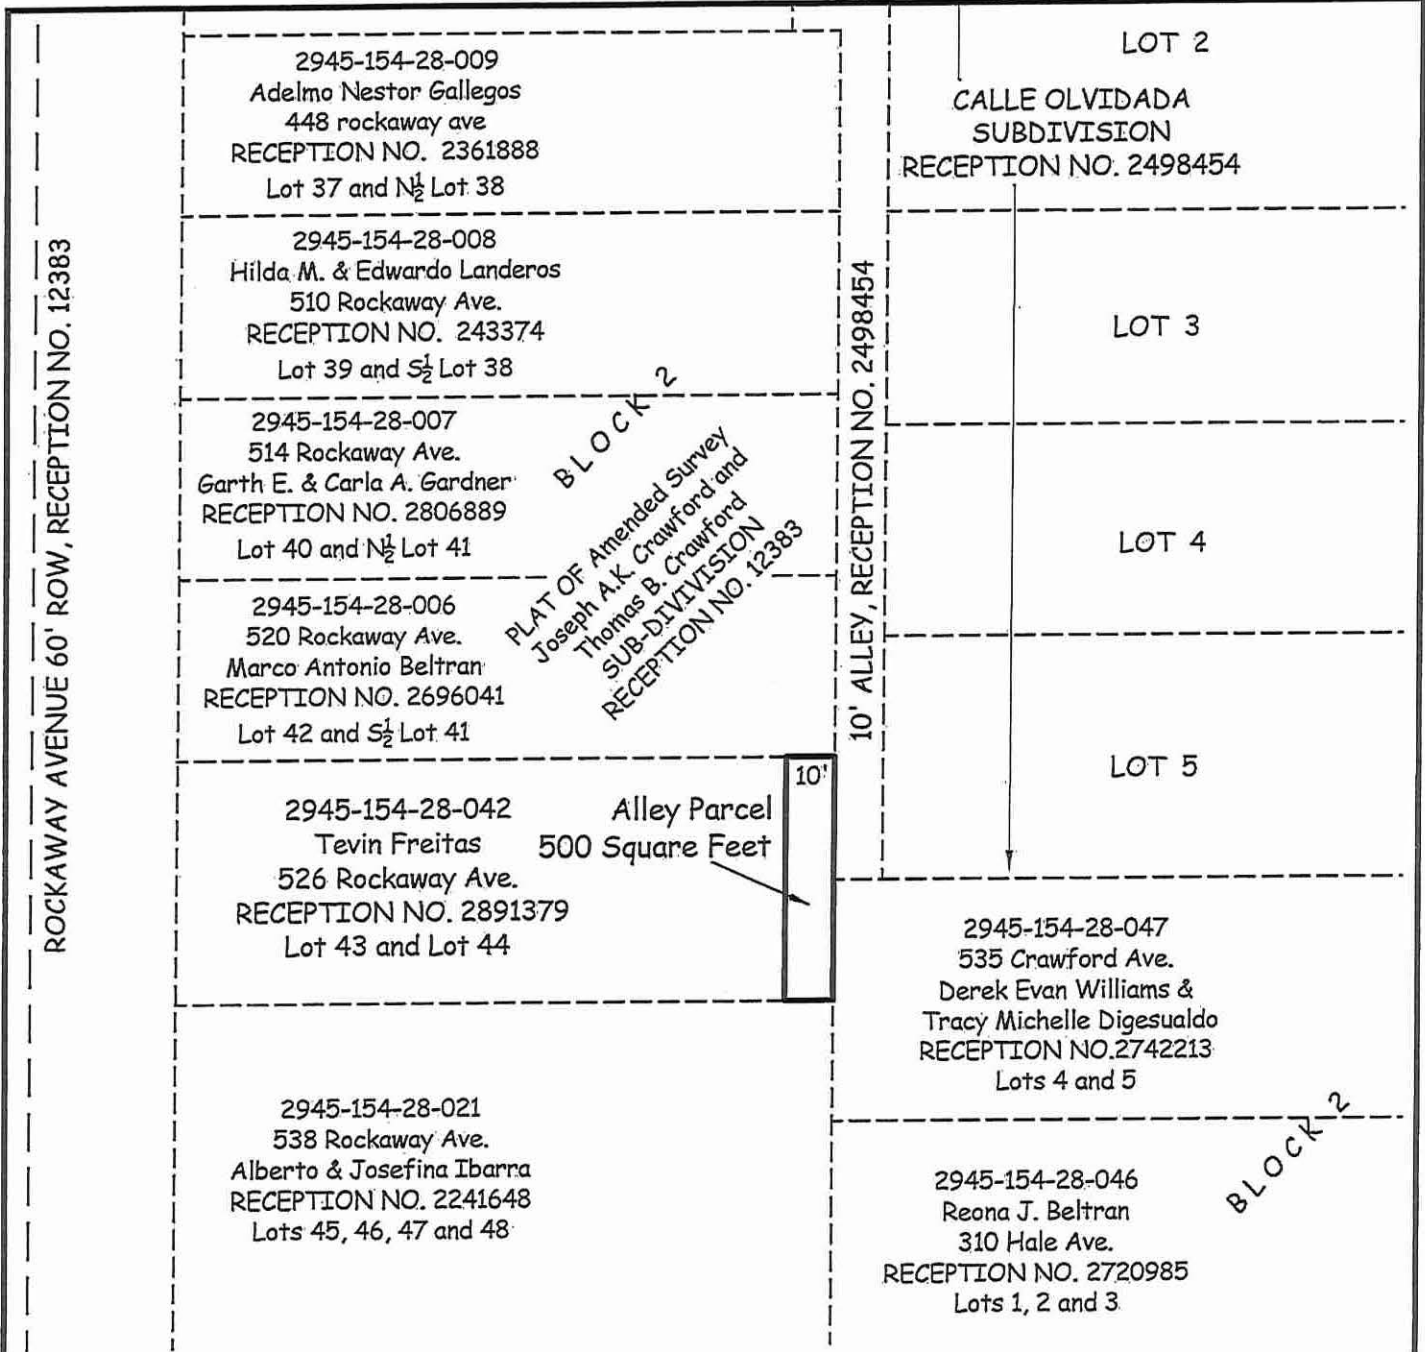 ROCKAWAY AVENUE 60' ROW, RECEPTION NO. 12383
2945-154-28-009
Adelmo Nestor Gallegos
448 rockaway ave
RECEPTION NO. 2361888
Lot 37 and N½ Lot 38
2945-154-28-008
Hilda M. & Edwardo Landeros
510 Rockaway Ave.
RECEPTION NO. 243374
Lot 39 and S½ Lot 38
2945-154-28-007
514 Rockaway Ave.
Garth E. & Carla A. Gardner
RECEPTION NO. 2806889
Lot 40 and N½ Lot 41
2945-154-28-006
520 Rockaway Ave.
Marco Antonio Beltran
RECEPTION NO. 2696041
Lot 42 and S½ Lot 41
BLOCK 2
PLAT OF Amended Survey
Joseph A.K. Crawford and
Thomas B. Crawford
SUB-DIVIVISION
RECEPTION NO. 12383
2945-154-28-042
Tevin Freitas
526 Rockaway Ave.
RECEPTION NO. 2891379
Lot 43 and Lot 44
10'
Alley Parcel
500 Square Feet
2945-154-28-021
538 Rockaway Ave.
Alberto & Josefina Ibarra
RECEPTION NO. 2241648
Lots 45, 46, 47 and 48
10' ALLEY, RECEPTION NO. 2498454
LOT 2
CALLE OLVIDADA
SUBDIVISION
RECEPTION NO. 2498454
LOT 3
LOT 4
LOT 5
2945-154-28-047
535 Crawford Ave.
Derek Evan Williams &
Tracy Michelle Digesualdo
RECEPTION NO.2742213
Lots 4 and 5
BLOCK 2
2945-154-28-046
Reona J. Beltran
310 Hale Ave.
RECEPTION NO. 2720985
Lots 1, 2 and 3